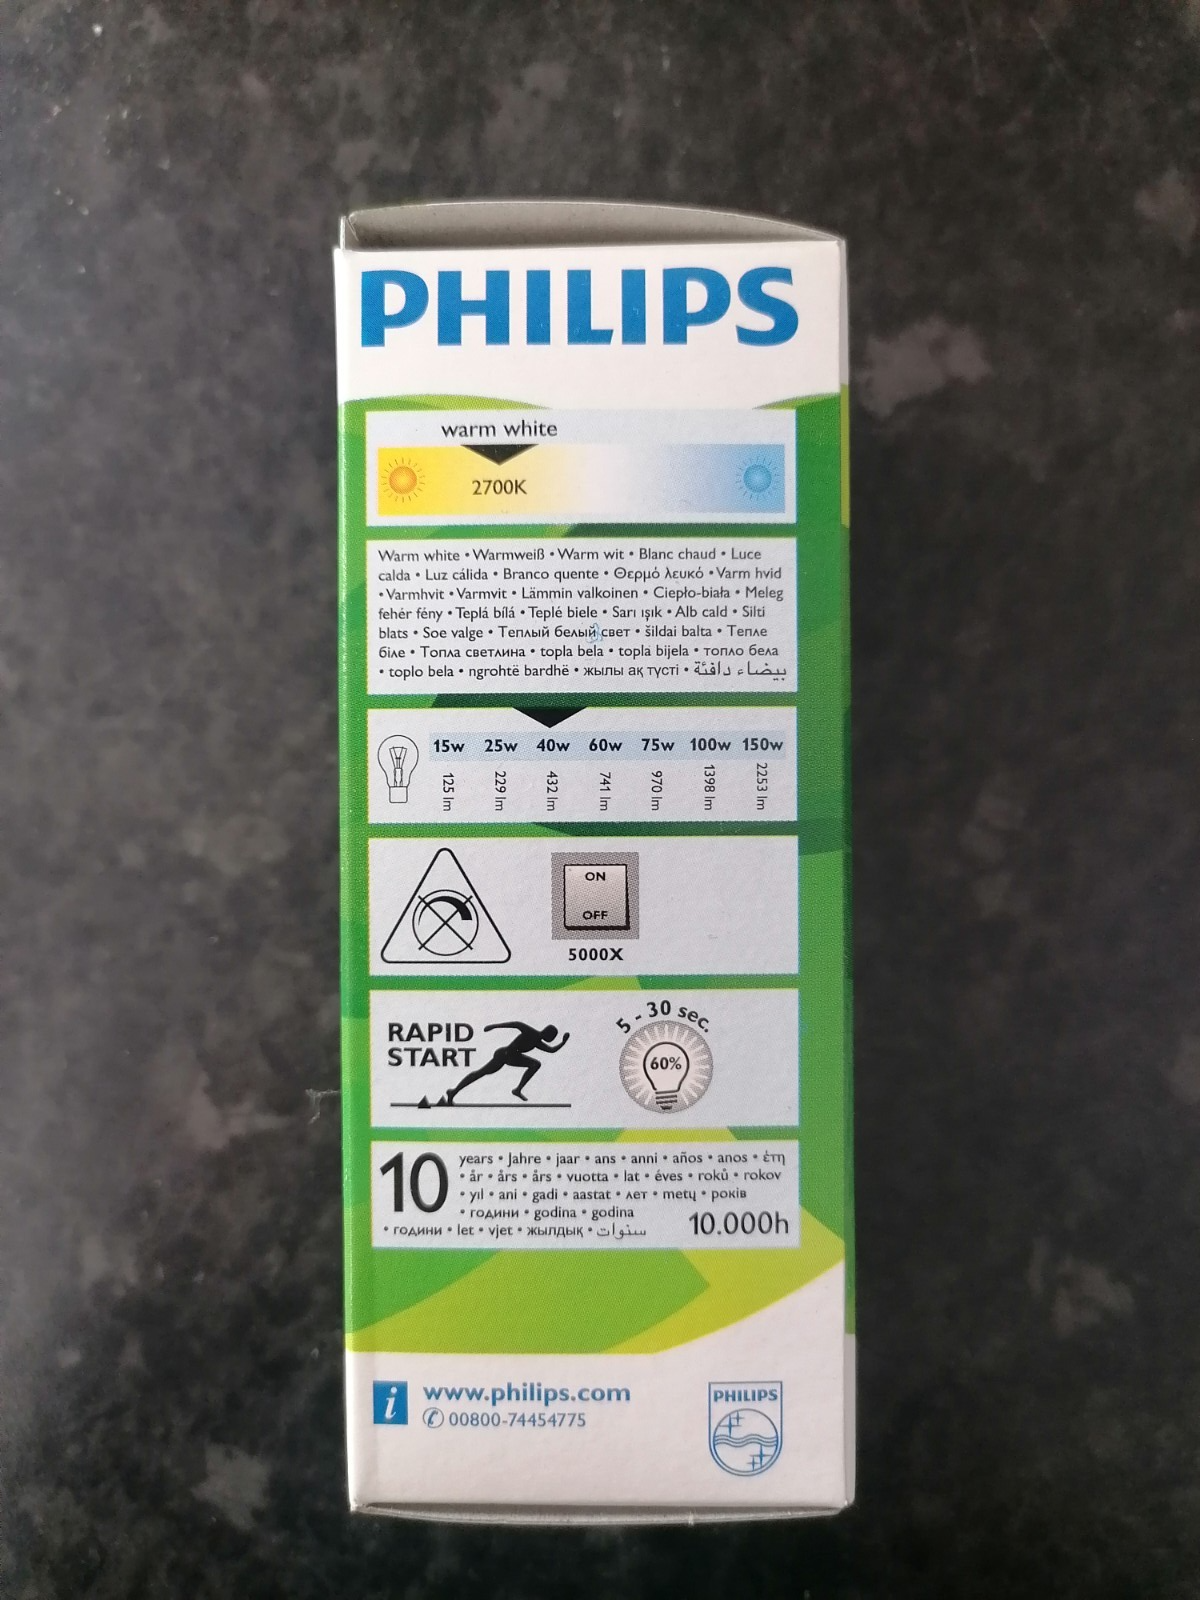 PHILIPS
warm white
2700K
Warm white • Warmweiß • Warm wit • Blanc chaud • Luce
calda • Luz cálida • Branco quente • Θερμό λευκό • Varm hvid
• Varmhvit • Varmvit • Lämmin valkoinen • Ciepło-biała • Meleg
fehér fény • Teplá bílá • Teplé biele • Sarı ışık • Alb cald • Silti
blats • Soe valge • Теплый белый свет • šildai balta • Тепле
біле • Топла светлина • topla bela • topla bijela • топло бела
• toplo bela • ngrohtë bardhë • жылы ақ түсті • بيضاء دافئة
15w 25w 40w 60w 75w 100w 150w
125 lm 229 lm 432 lm 741 lm 970 lm 1398 lm 2253 lm
ON
OFF
5000X
RAPID
START
5 - 30 sec.
60%
10 years • Jahre • jaar • ans • anni • años • anos • έτη
• år • års • års • vuotta • lat • éves • roků • rokov
• yıl • ani • gadi • aastat • лет • metų • років
• години • godina • godina
• години • let • vjet • жылдық • سنوات 10.000h
i www.philips.com
✆ 00800-74454775
PHILIPS